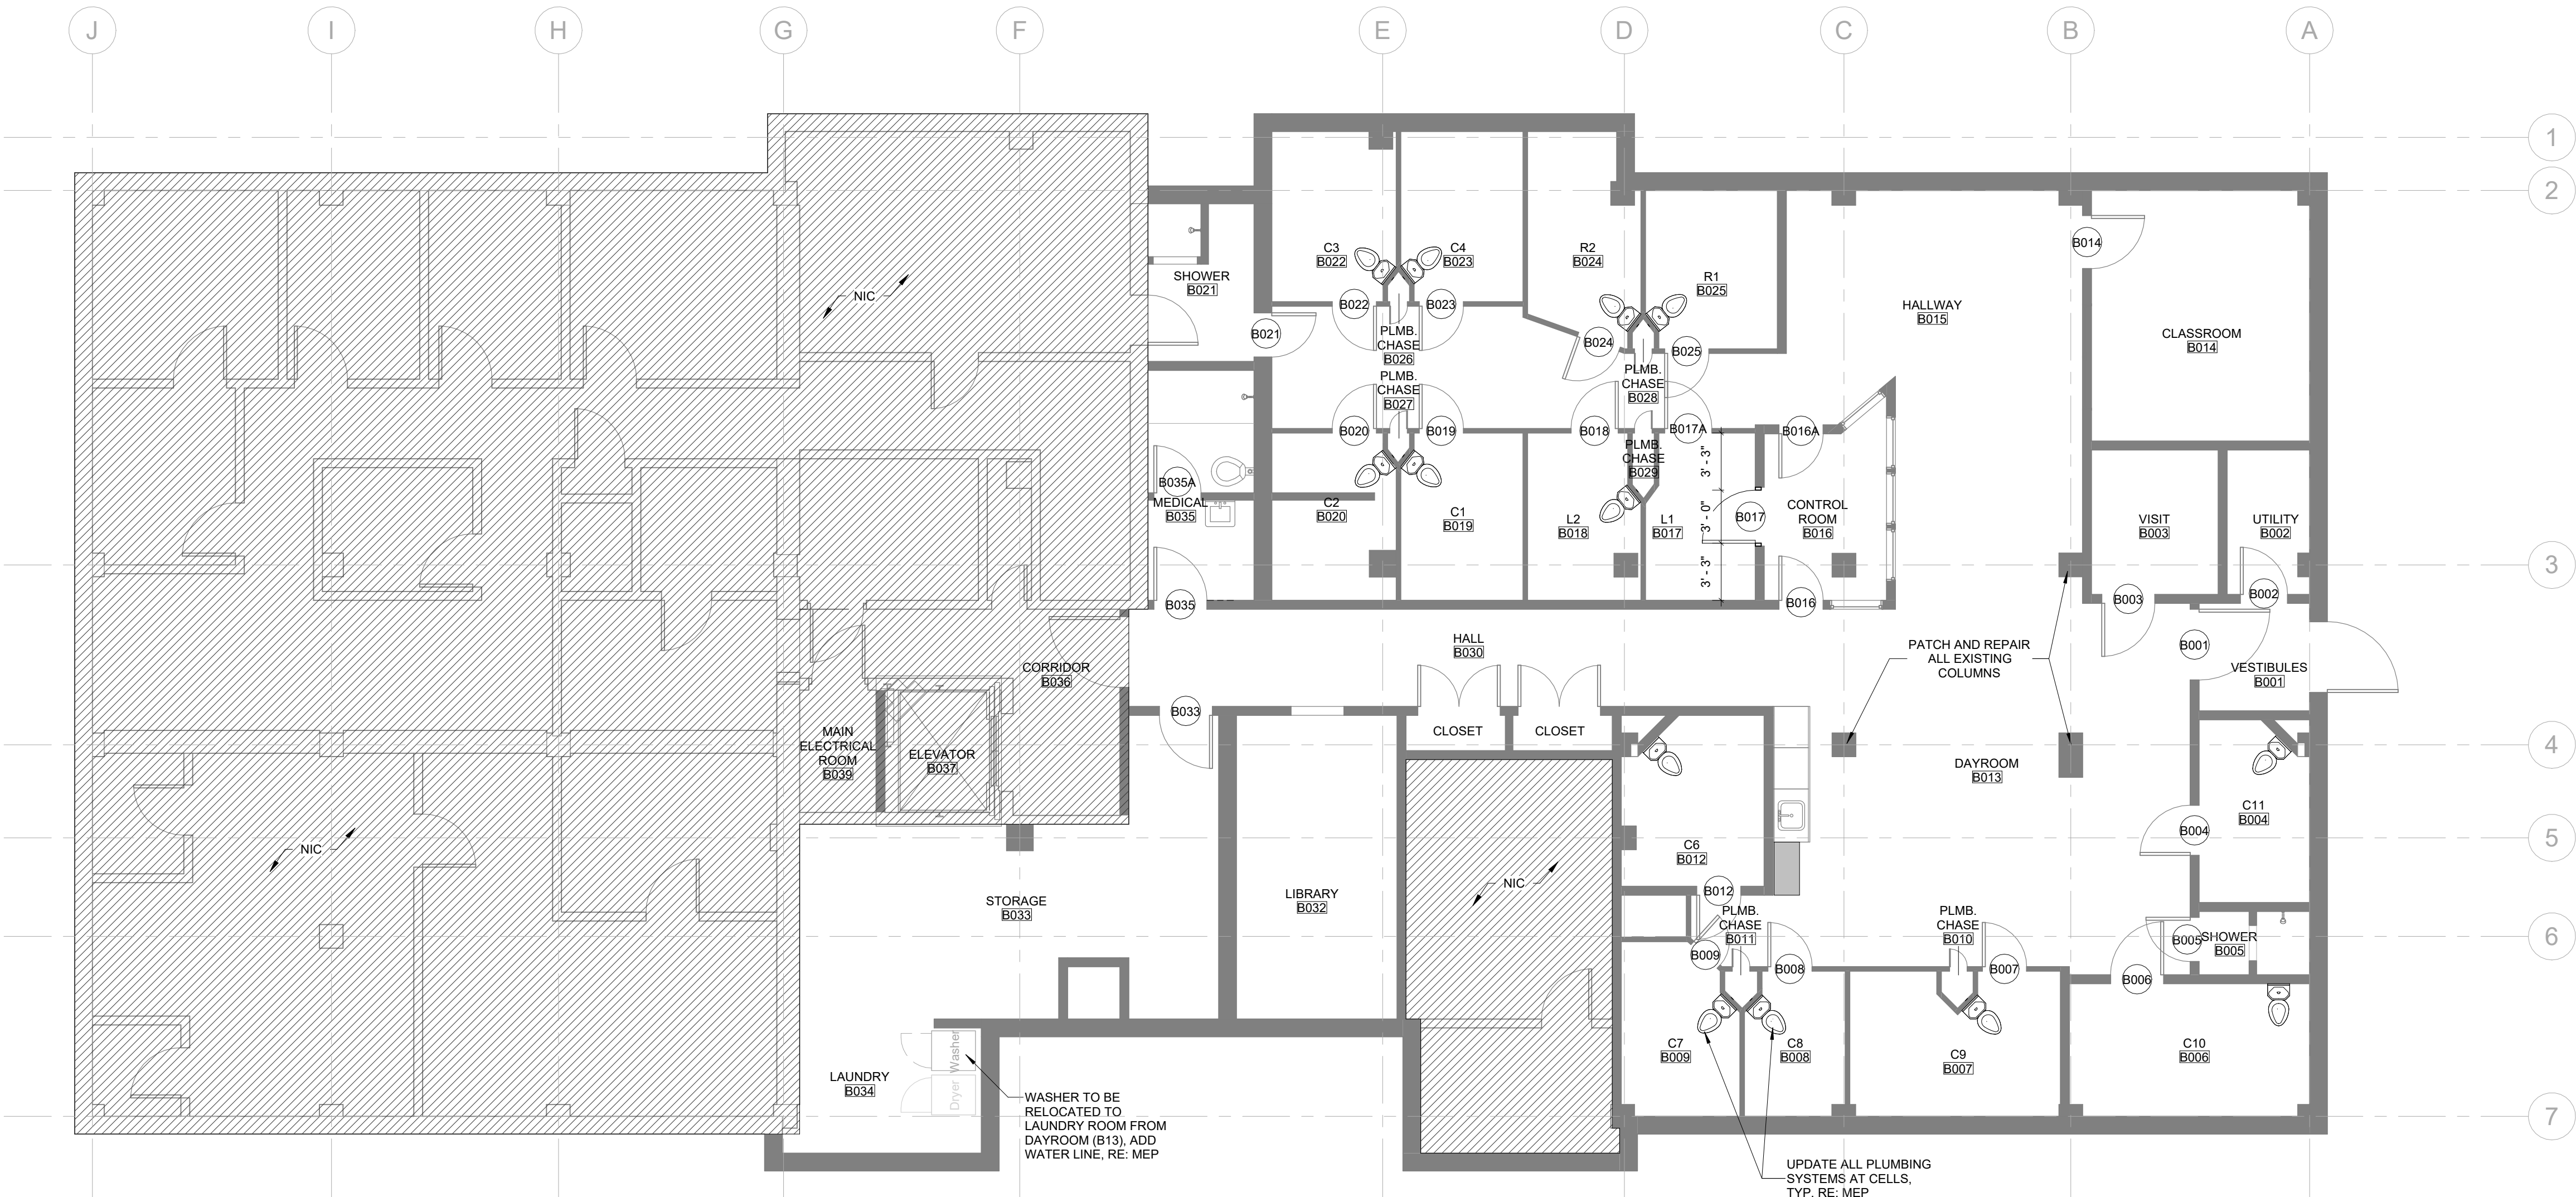 J
I
H
G
F
E
D
C
B
A
1
2
3
4
5
6
7
NIC
SHOWER
B021
B021
C3
B022
B022
C4
B023
B023
PLMB.
CHASE
B026
PLMB.
CHASE
B027
R2
B024
B024
R1
B025
B025
PLMB.
CHASE
B028
PLMB.
CHASE
B029
HALLWAY
B015
B014
CLASSROOM
B014
B020
B019
B018
B017A
B016A
B035A
MEDICAL
B035
B035
C2
B020
C1
B019
L2
B018
L1
B017
3' - 3"
3' - 0"
3' - 3"
B017
CONTROL
ROOM
B016
B016
VISIT
B003
B003
UTILITY
B002
B002
B001
VESTIBULES
B001
PATCH AND REPAIR
ALL EXISTING
COLUMNS
HALL
B030
CORRIDOR
B036
MAIN
ELECTRICAL
ROOM
B039
ELEVATOR
B037
B033
CLOSET
CLOSET
DAYROOM
B013
C11
B004
B004
C6
B012
B012
NIC
NIC
STORAGE
B033
LIBRARY
B032
PLMB.
CHASE
B011
B009
B008
PLMB.
CHASE
B010
B007
B006
B005
SHOWER
B005
C7
B009
C8
B008
C9
B007
C10
B006
LAUNDRY
B034
Washer
Dryer
WASHER TO BE
RELOCATED TO
LAUNDRY ROOM FROM
DAYROOM (B13), ADD
WATER LINE, RE: MEP
UPDATE ALL PLUMBING
SYSTEMS AT CELLS,
TYP. RE: MEP